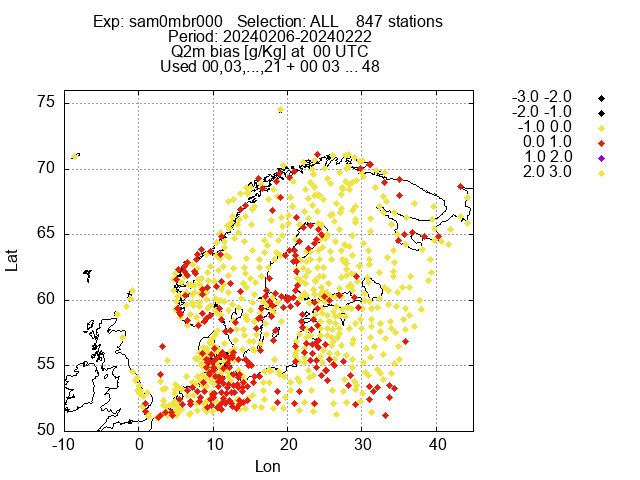 Exp: sam0mbr000   Selection: ALL    847 stations
Period: 20240206-20240222
Q2m bias [g/Kg] at  00 UTC
Used 00,03,...,21 + 00 03 ... 48
-3.0 -2.0
-2.0 -1.0
-1.0 0.0
0.0 1.0
1.0 2.0
2.0 3.0
75
70
65
60
55
50
Lat
-10 0 10 20 30 40
Lon